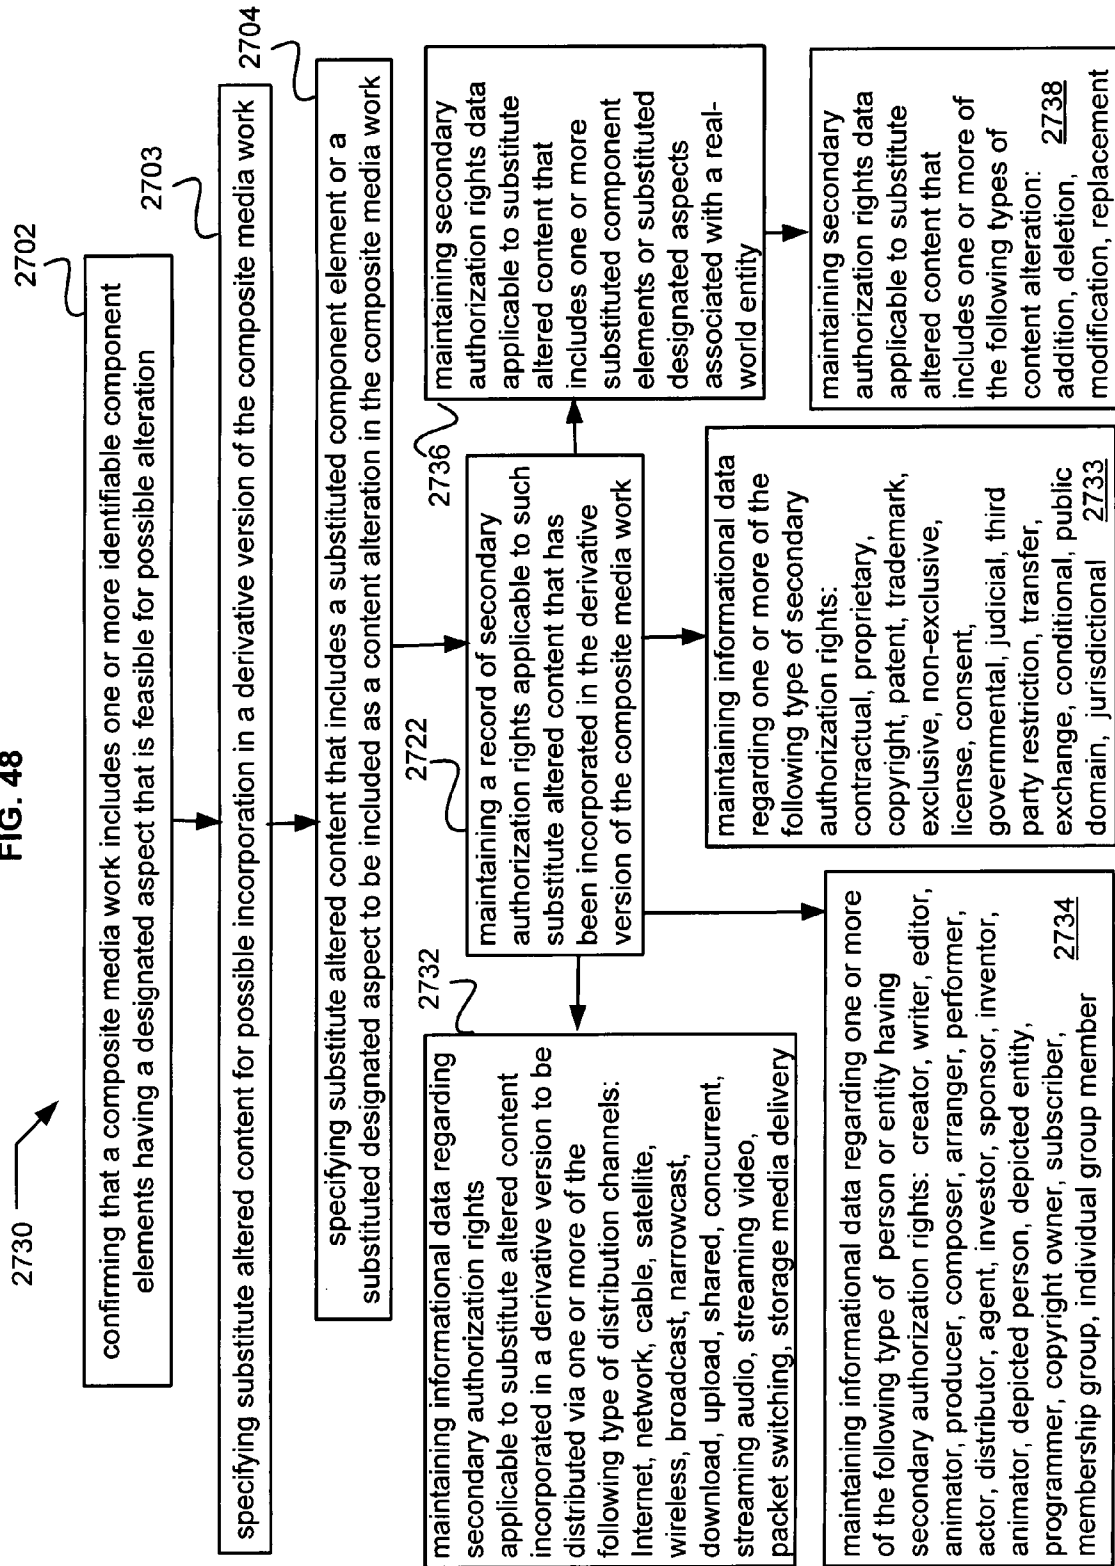 FIG. 48
2730
2702
confirming that a composite media work includes one or more identifiable component
elements having a designated aspect that is feasible for possible alteration
2703
specifying substitute altered content for possible incorporation in a derivative version of the composite media work
2704
specifying substitute altered content that includes a substituted component element or a
substituted designated aspect to be included as a content alteration in the composite media work
2722
maintaining a record of secondary
authorization rights applicable to such
substitute altered content that has
been incorporated in the derivative
version of the composite media work
2732
maintaining informational data regarding
secondary authorization rights
applicable to substitute altered content
incorporated in a derivative version to be
distributed via one or more of the
following type of distribution channels:
Internet, network, cable, satellite,
wireless, broadcast, narrowcast,
download, upload, shared, concurrent,
streaming audio, streaming video,
packet switching, storage media delivery
2736
maintaining secondary
authorization rights data
applicable to substitute
altered content that
includes one or more
substituted component
elements or substituted
designated aspects
associated with a real-
world entity
maintaining informational data regarding one or more
of the following type of person or entity having
secondary authorization rights: creator, writer, editor,
animator, producer, composer, arranger, performer,
actor, distributor, agent, investor, sponsor, inventor,
animator, depicted person, depicted entity,
programmer, copyright owner, subscriber,
membership group, individual group member 2734
maintaining informational data
regarding one or more of the
following type of secondary
authorization rights:
contractual, proprietary,
copyright, patent, trademark,
exclusive, non-exclusive,
license, consent,
governmental, judicial, third
party restriction, transfer,
exchange, conditional, public
domain, jurisdictional 2733
maintaining secondary
authorization rights data
applicable to substitute
altered content that
includes one or more of
the following types of
content alteration:
addition, deletion, 2738
modification, replacement